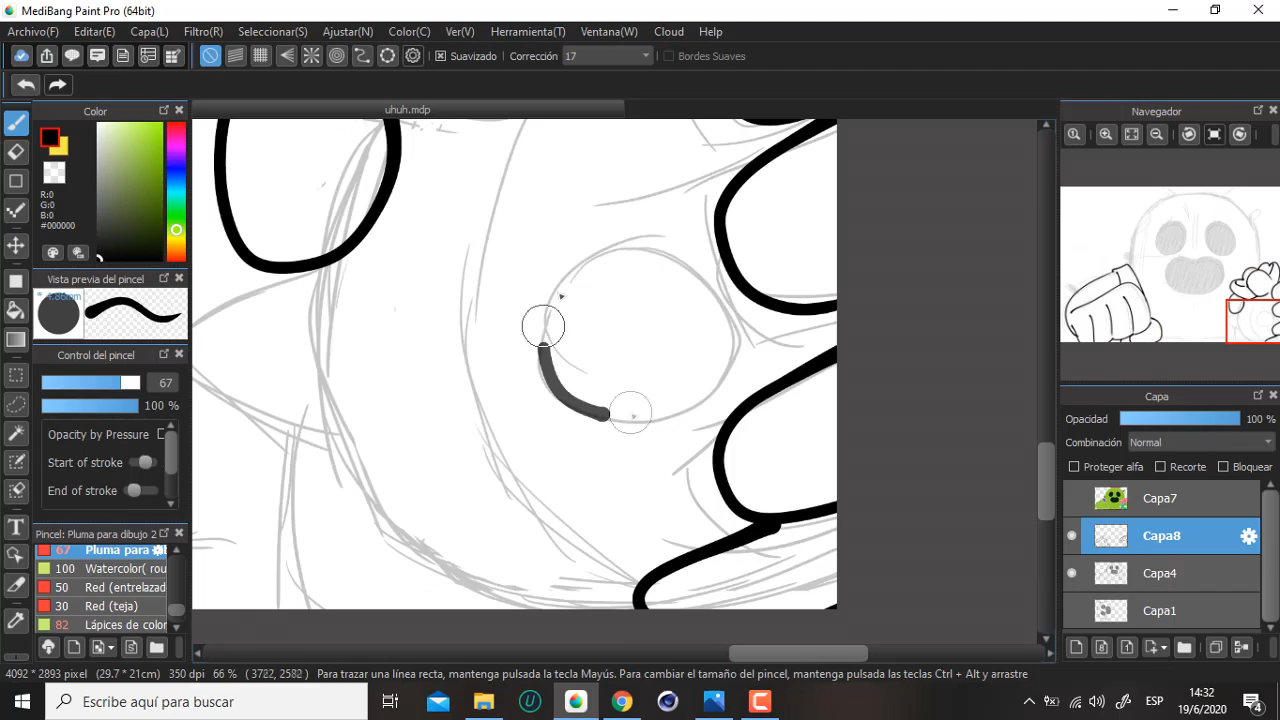 MediBang Paint Pro (64bit)
Archivo(F) Editar(E) Capa(L) Filtro(R) Seleccionar(S) Ajustar(N) Color(C) Ver(V) Herramienta(T) Ventana(W) Cloud Help
Suavizado Corrección 17 Bordes Suaves
uhuh.mdp
Color
R:0
G:0
B:0
#000000
Vista previa del pincel
* 4.86mm
Control del pincel
67
100 %
Opacity by Pressure
Start of stroke
End of stroke
Pincel: Pluma para dibujo 2
67 Pluma para
100 Watercolor( rou
50 Red (entrelazad
30 Red (teja)
82 Lápices de color
Navegador
Capa
Opacidad 100 %
Combinación Normal
Proteger alfa Recorte Bloquear
Capa7
Capa8
Capa4
Capa1
4092 * 2893 pixel (29.7 * 21cm) 350 dpi 66 % ( 3782, 2582 ) Para trazar una línea recta, mantenga pulsada la tecla Mayús. Para cambiar el tamaño del pincel, mantenga pulsadas las teclas Ctrl + Alt y arrastre
Escribe aquí para buscar
ESP
14:32
19/6/2020
4